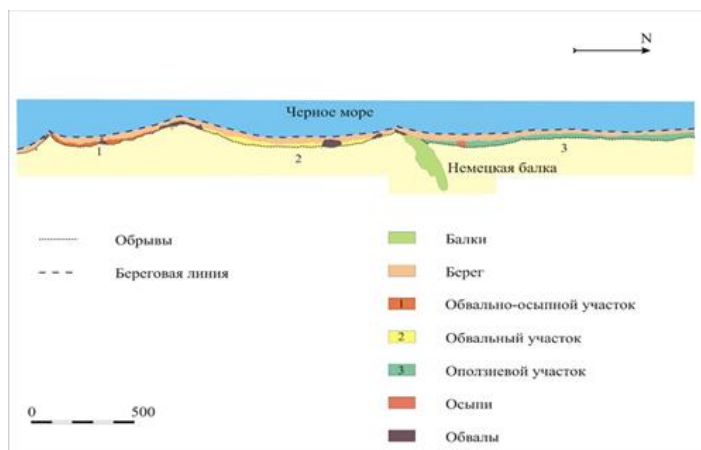 N
Черное море
1
2
3
Немецкая балка
Обрывы
Береговая линия
0 500
Балки
Берег
1 Обвально-осыпной участок
2 Обвальный участок
3 Оползневой участок
Осыпи
Обвалы